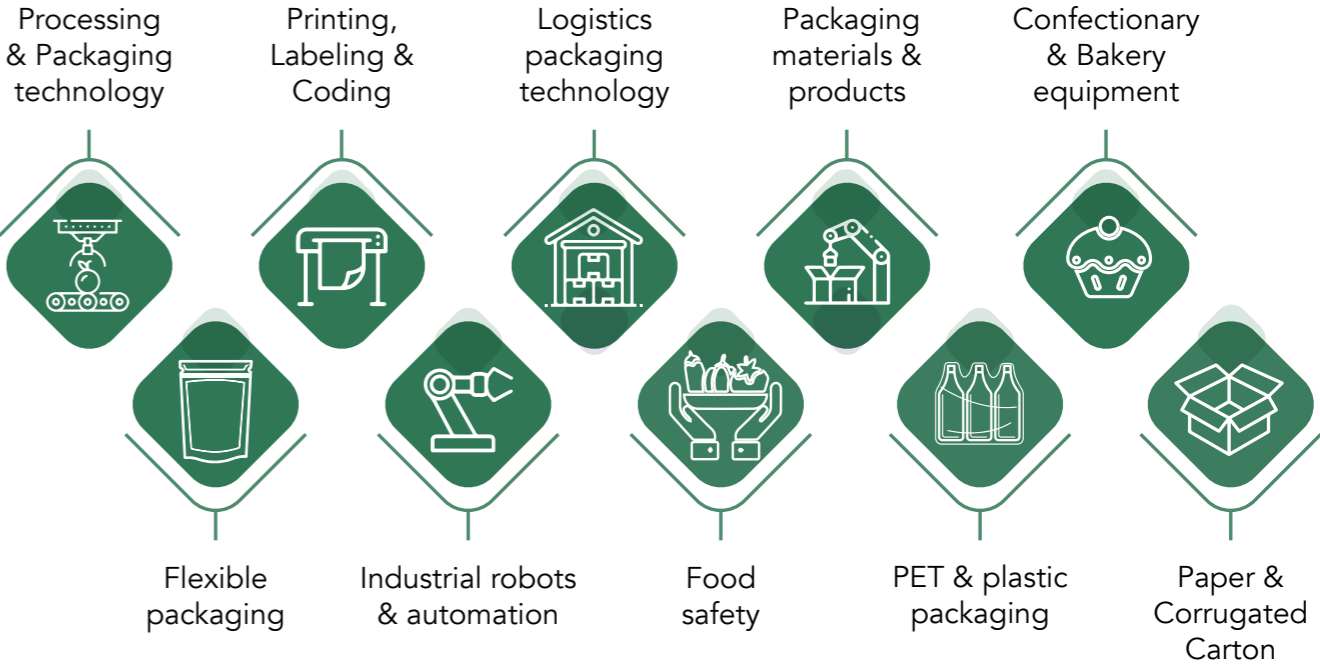 Processing
& Packaging
technology
Printing,
Labeling &
Coding
Logistics
packaging
technology
Packaging
materials &
products
Confectionary
& Bakery
equipment
Flexible
packaging
Industrial robots
& automation
Food
safety
PET & plastic
packaging
Paper &
Corrugated
Carton